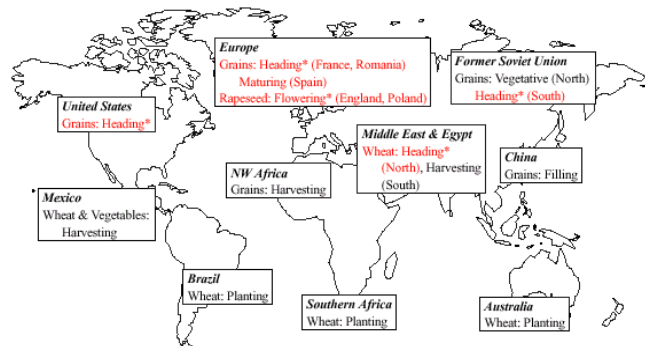 Europe
Grains: Heading* (France, Romania)
Maturing (Spain)
Rapeseed: Flowering* (England, Poland)
Former Soviet Union
Grains: Vegetative (North)
Heading* (South)
United States
Grains: Heading*
Middle East & Egypt
Wheat: Heading*
(North), Harvesting
(South)
China
Grains: Filling
NW Africa
Grains: Harvesting
Mexico
Wheat & Vegetables:
Harvesting
Brazil
Wheat: Planting
Southern Africa
Wheat: Planting
Australia
Wheat: Planting